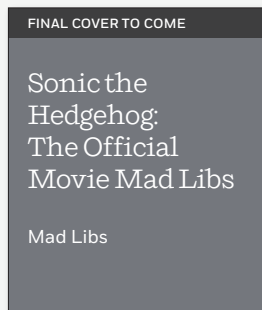 FINAL COVER TO COME
Sonic the
Hedgehog:
The Official
Movie Mad Libs
Mad Libs